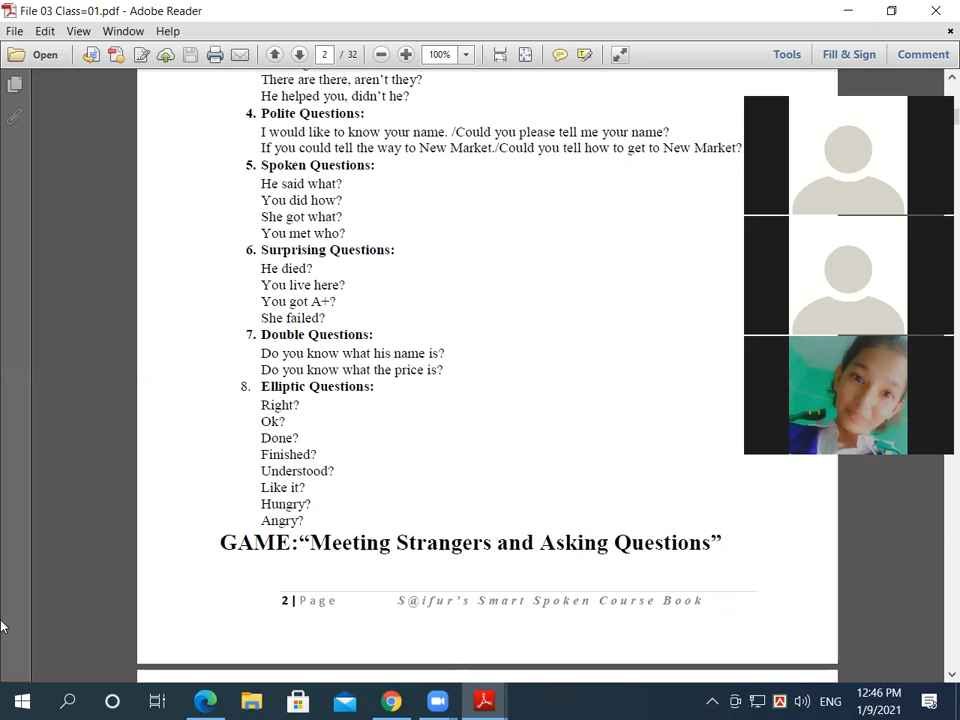 File 03 Class=01.pdf - Adobe Reader
File Edit View Window Help
Open 2 / 32 100% Tools Fill & Sign Comment
There are there, aren't they?
He helped you, didn't he?
4. Polite Questions:
I would like to know your name. /Could you please tell me your name?
If you could tell the way to New Market./Could you tell how to get to New Market?
5. Spoken Questions:
He said what?
You did how?
She got what?
You met who?
6. Surprising Questions:
He died?
You live here?
You got A+?
She failed?
7. Double Questions:
Do you know what his name is?
Do you know what the price is?
8. Elliptic Questions:
Right?
Ok?
Done?
Finished?
Understood?
Like it?
Hungry?
Angry?
GAME:“Meeting Strangers and Asking Questions”
2 | Page S@ifur's Smart Spoken Course Book
ENG
12:46 PM
1/9/2021